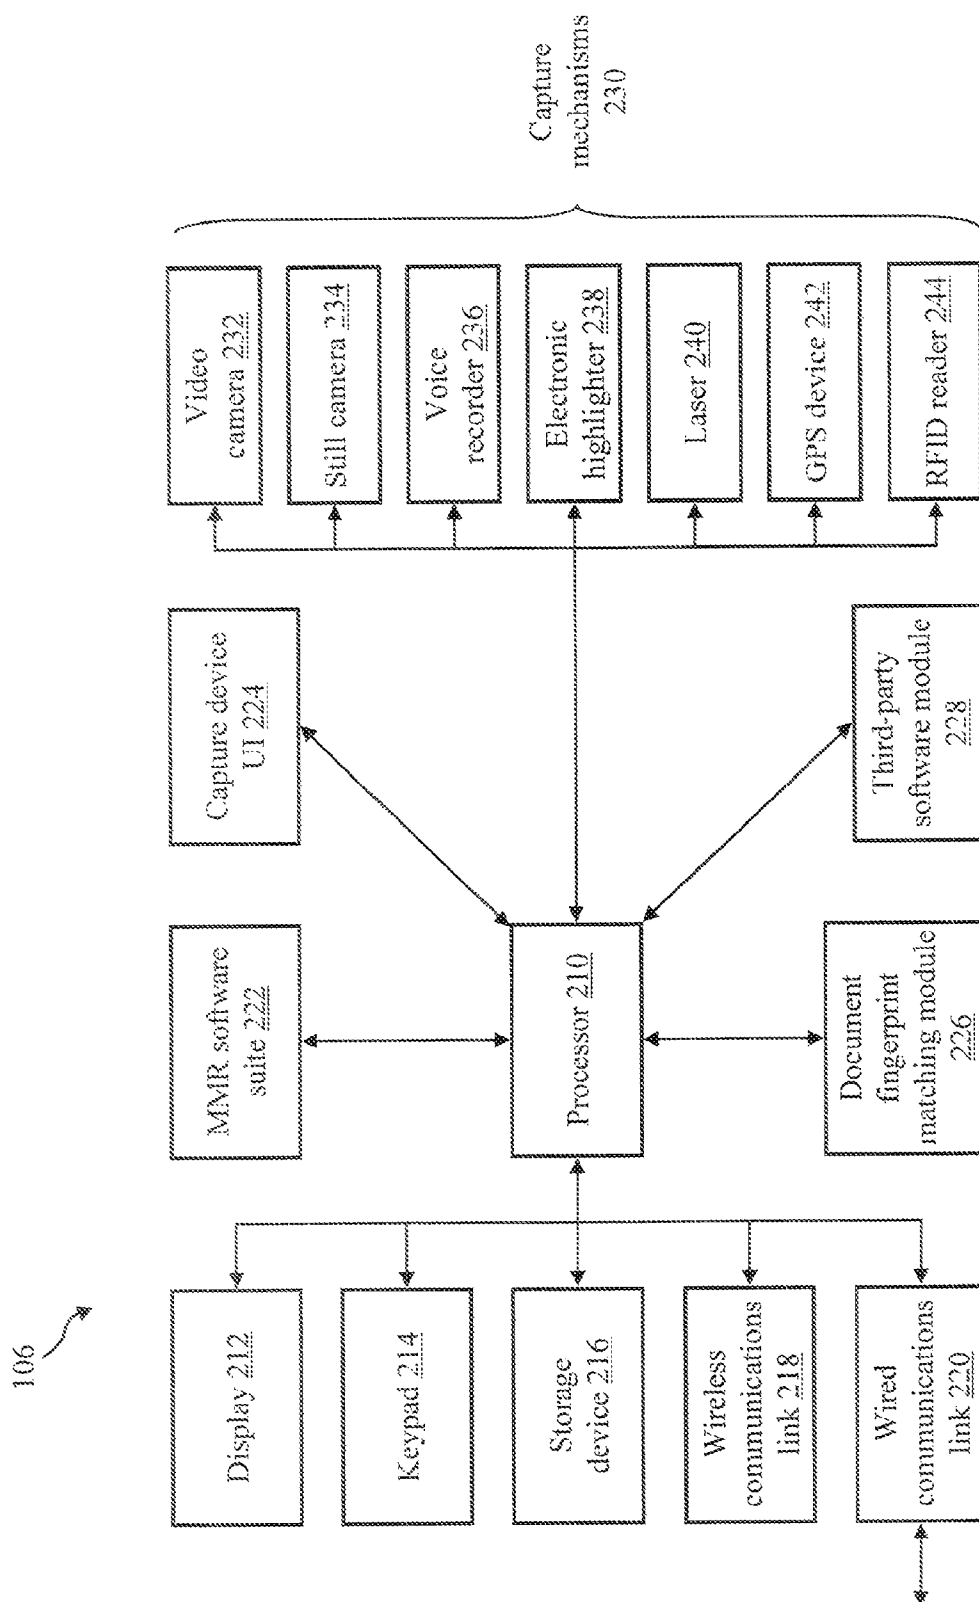 106
Display 212
Keypad 214
Storage
device 216
Wireless
communications
link 218
Wired
communications
link 220
MMR software
suite 222
Processor 210
Document
fingerprint
matching module
226
Capture device
UI 224
Third-party
software module
228
Video
camera 232
Still camera 234
Voice
recorder 236
Electronic
highlighter 238
Laser 240
GPS device 242
RFID reader 244
Capture
mechanisms
230